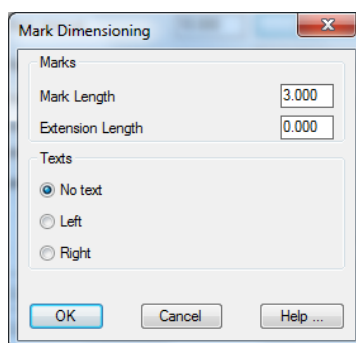 Mark Dimensioning
Marks
Mark Length 3.000
Extension Length 0.000
Texts
No text
Left
Right
OK Cancel Help ...